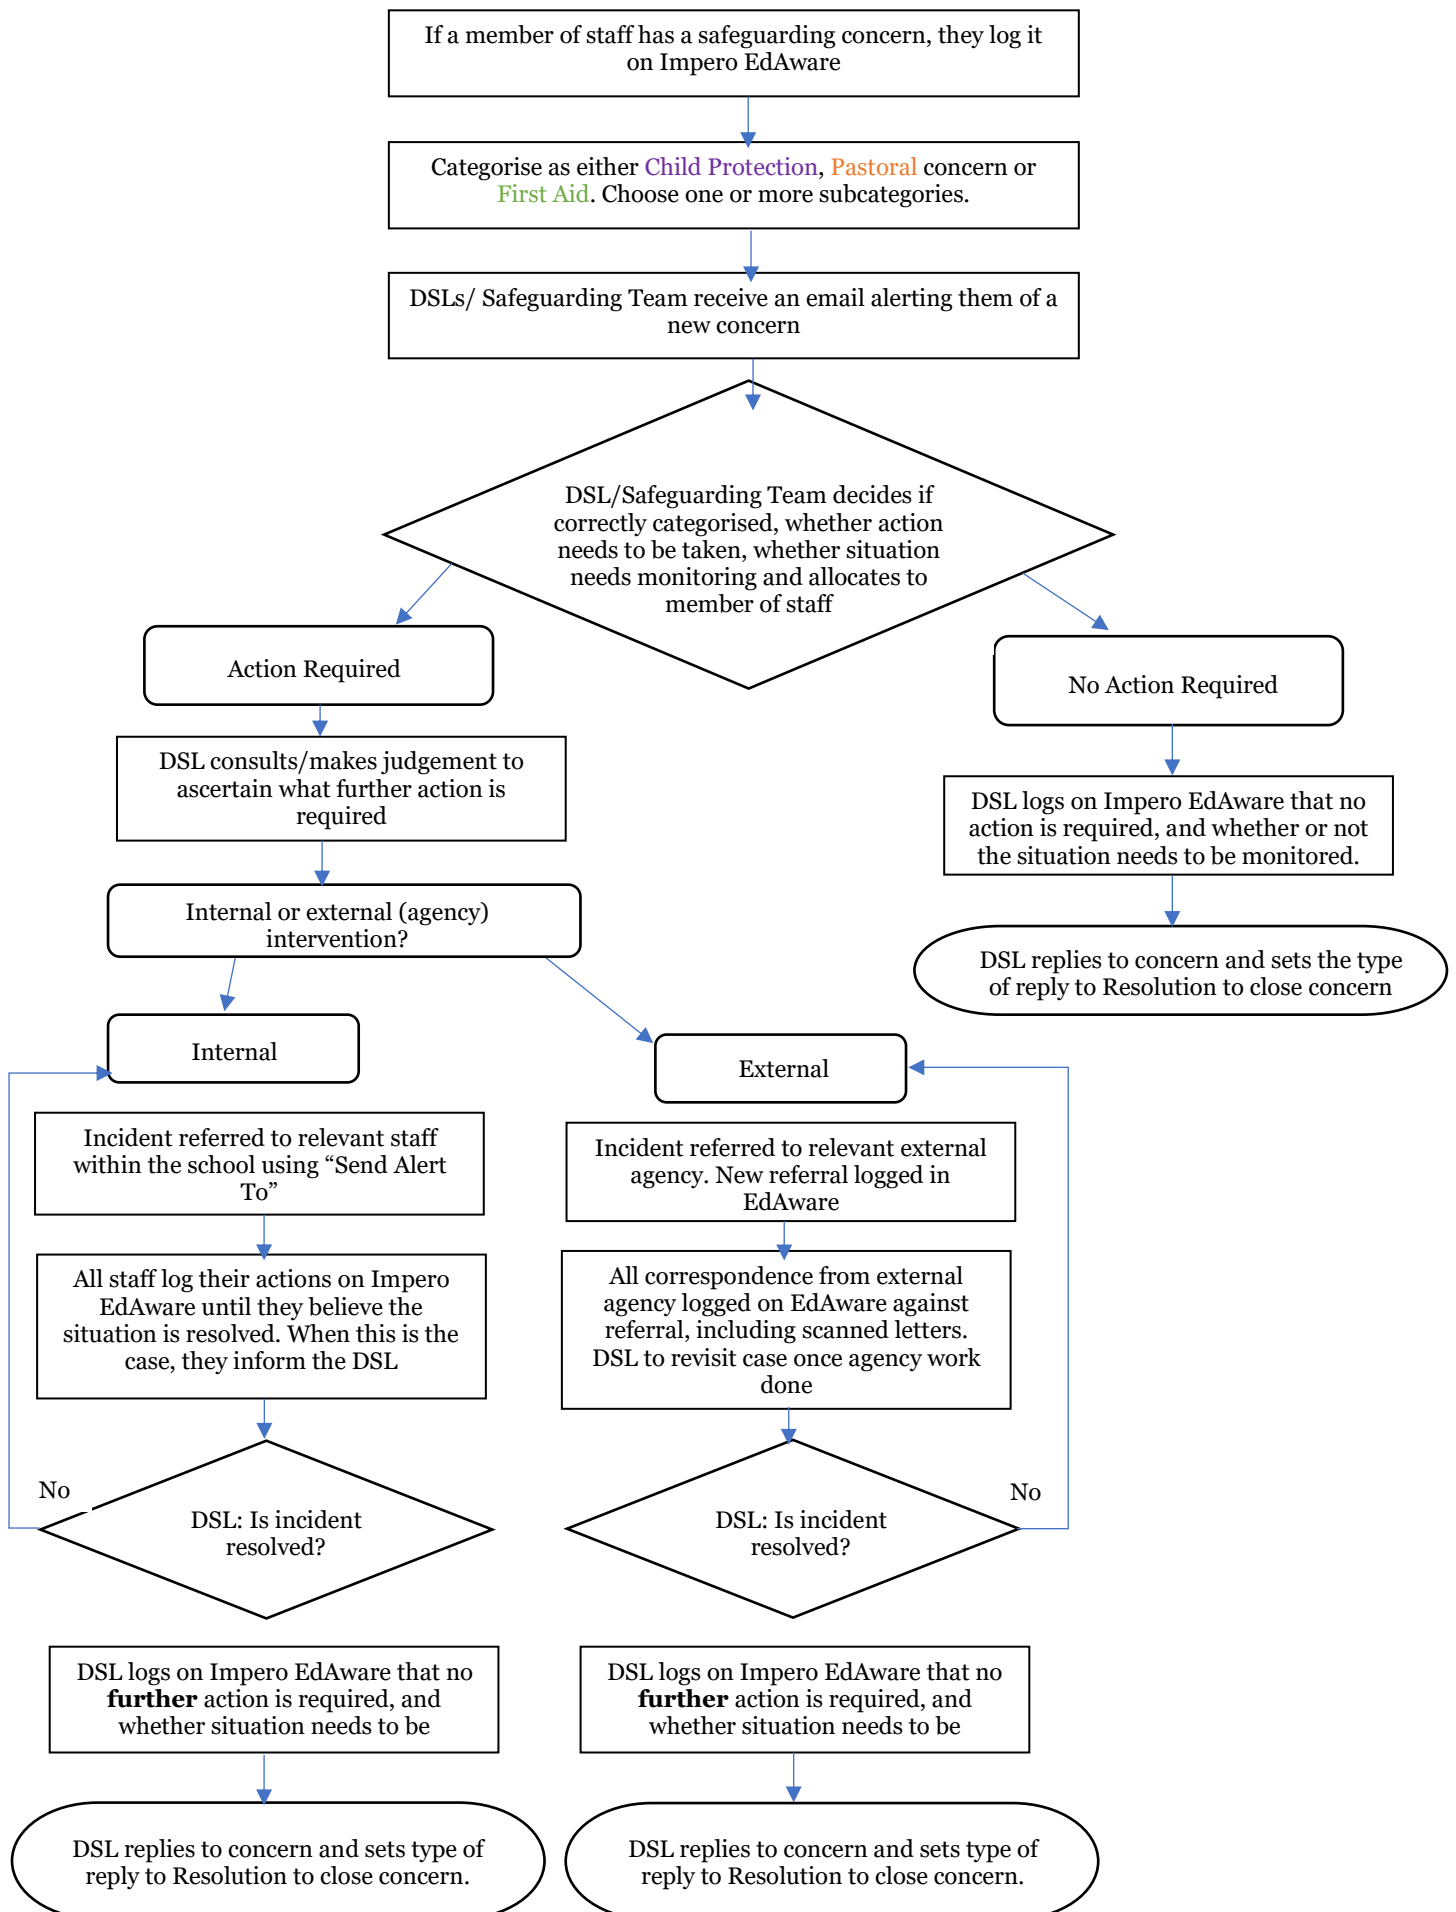 If a member of staff has a safeguarding concern, they log it
on Impero EdAware
Categorise as either Child Protection, Pastoral concern or
First Aid. Choose one or more subcategories.
DSLs/ Safeguarding Team receive an email alerting them of a
new concern
DSL/Safeguarding Team decides if
correctly categorised, whether action
needs to be taken, whether situation
needs monitoring and allocates to
member of staff
Action Required
No Action Required
DSL consults/makes judgement to
ascertain what further action is
required
DSL logs on Impero EdAware that no
action is required, and whether or not
the situation needs to be monitored.
Internal or external (agency)
intervention?
DSL replies to concern and sets the type
of reply to Resolution to close concern
Internal
External
Incident referred to relevant staff
within the school using “Send Alert
To”
Incident referred to relevant external
agency. New referral logged in
EdAware
All staff log their actions on Impero
EdAware until they believe the
situation is resolved. When this is the
case, they inform the DSL
All correspondence from external
agency logged on EdAware against
referral, including scanned letters.
DSL to revisit case once agency work
done
No
DSL: Is incident
resolved?
No
DSL: Is incident
resolved?
DSL logs on Impero EdAware that no
further action is required, and
whether situation needs to be
DSL logs on Impero EdAware that no
further action is required, and
whether situation needs to be
DSL replies to concern and sets type of
reply to Resolution to close concern.
DSL replies to concern and sets type of
reply to Resolution to close concern.